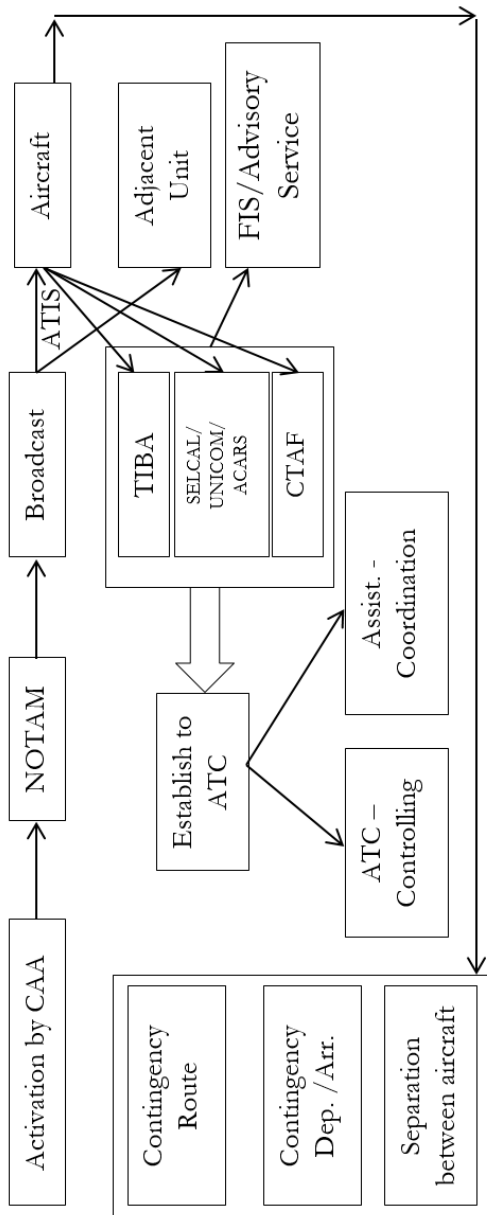 Activation by CAA
NOTAM
Broadcast
ATIS
Aircraft
Adjacent
Unit
FIS/Advisory
Service
TIBA
SELCAL/
UNICOM/
ACARS
CTAF
Establish to
ATC
ATC –
Controlling
Assist. -
Coordination
Contingency
Route
Contingency
Dep. /Arr.
Separation
between aircraft